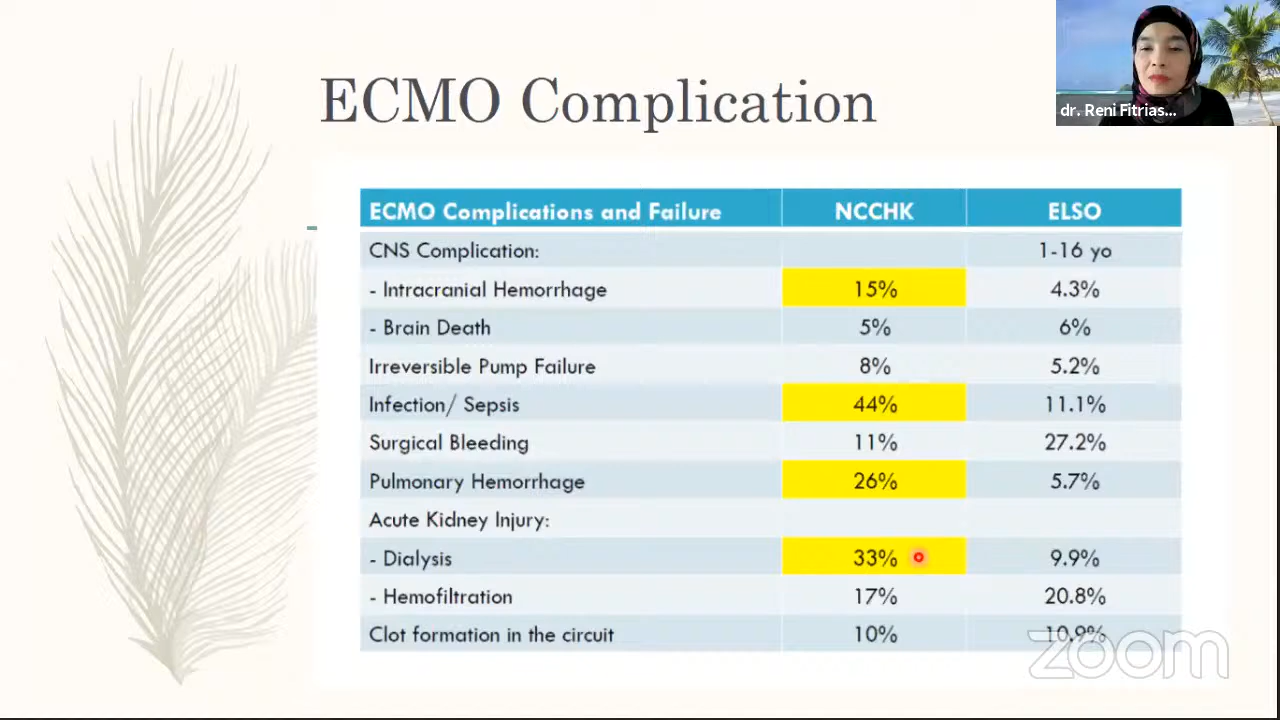 ECMO Complication
dr. Reni Fitrias...
ECMO Complications and Failure NCCHK ELSO
CNS Complication: 1-16 yo
- Intracranial Hemorrhage 15% 4.3%
- Brain Death 5% 6%
Irreversible Pump Failure 8% 5.2%
Infection/ Sepsis 44% 11.1%
Surgical Bleeding 11% 27.2%
Pulmonary Hemorrhage 26% 5.7%
Acute Kidney Injury:
- Dialysis 33% 9.9%
- Hemofiltration 17% 20.8%
Clot formation in the circuit 10% 10.9%
zoom